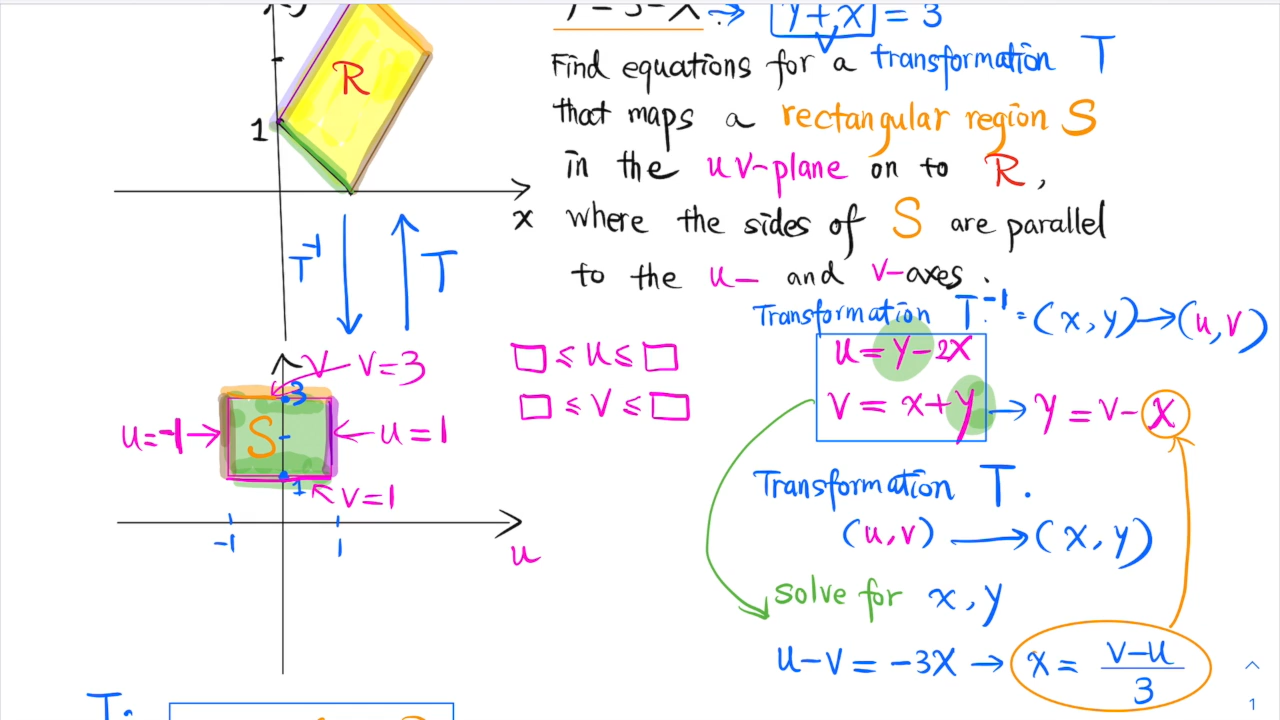 y = 3 - x → y + x = 3
v
Find equations for a transformation T
that maps a rectangular region S
in the uv-plane on to R,
where the sides of S are parallel
to the u- and v-axes.
R
1
x
T⁻¹
T
Transformation T⁻¹: (x, y) → (u, v)
u = y - 2x
v = x + y → y = v - x
□ ≤ u ≤ □
□ ≤ v ≤ □
v
v = 3
3
u = -1
S
u = 1
1
v = 1
-1
1
u
Transformation T.
(u, v) → (x, y)
solve for x, y
u - v = -3x → x = (v - u)/3
T:
1